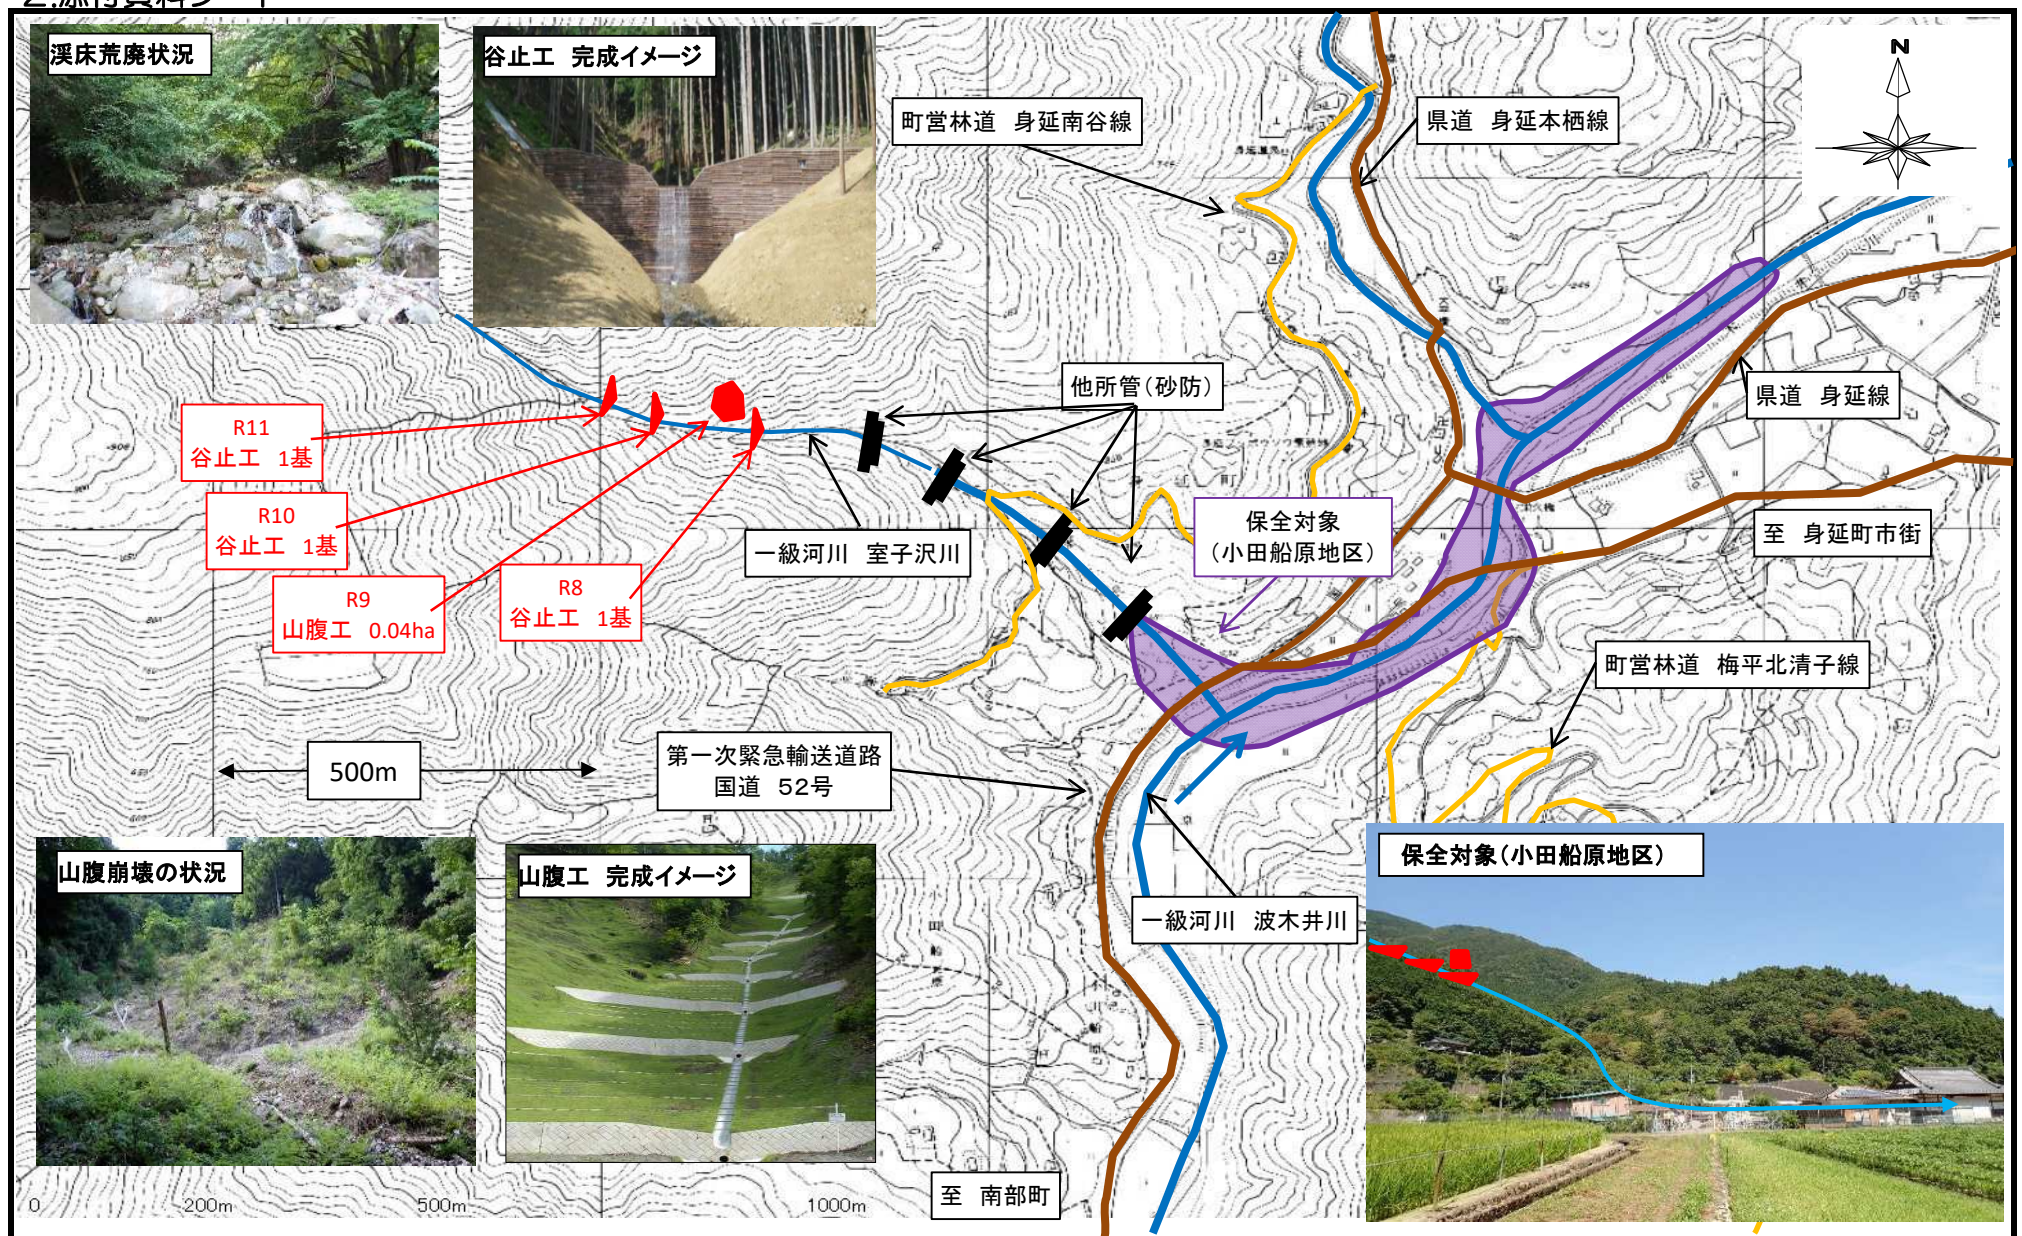 2.添付資料シート
渓床荒廃状況
谷止工 完成イメージ
町営林道 身延南谷線
県道 身延本栖線
N
他所管(砂防)
県道 身延線
R11
谷止工 1基
R10
谷止工 1基
R9
山腹工 0.04ha
R8
谷止工 1基
一級河川 室子沢川
保全対象
(小田船原地区)
至 身延町市街
町営林道 梅平北清子線
500m
第一次緊急輸送道路
国道 52号
山腹崩壊の状況
山腹工 完成イメージ
一級河川 波木井川
保全対象(小田船原地区)
至 南部町
0
200m
500m
1000m